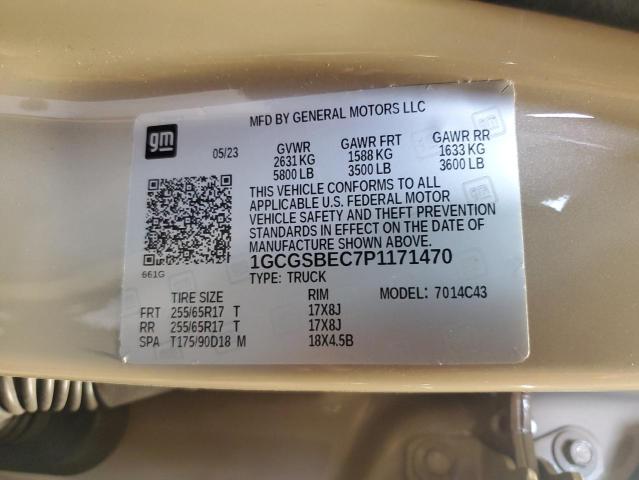 MFD BY GENERAL MOTORS LLC
gm
05/23 GVWR GAWR FRT GAWR RR
2631 KG 1588 KG 1633 KG
5800 LB 3500 LB 3600 LB
THIS VEHICLE CONFORMS TO ALL
APPLICABLE U.S. FEDERAL MOTOR
VEHICLE SAFETY AND THEFT PREVENTION
STANDARDS IN EFFECT ON THE DATE OF
MANUFACTURE SHOWN ABOVE.
661G
1GCGSBEC7P1171470
TYPE: TRUCK
TIRE SIZE RIM MODEL: 7014C43
FRT 255/65R17 T 17X8J
RR 255/65R17 T 17X8J
SPA T175/90D18 M 18X4.5B